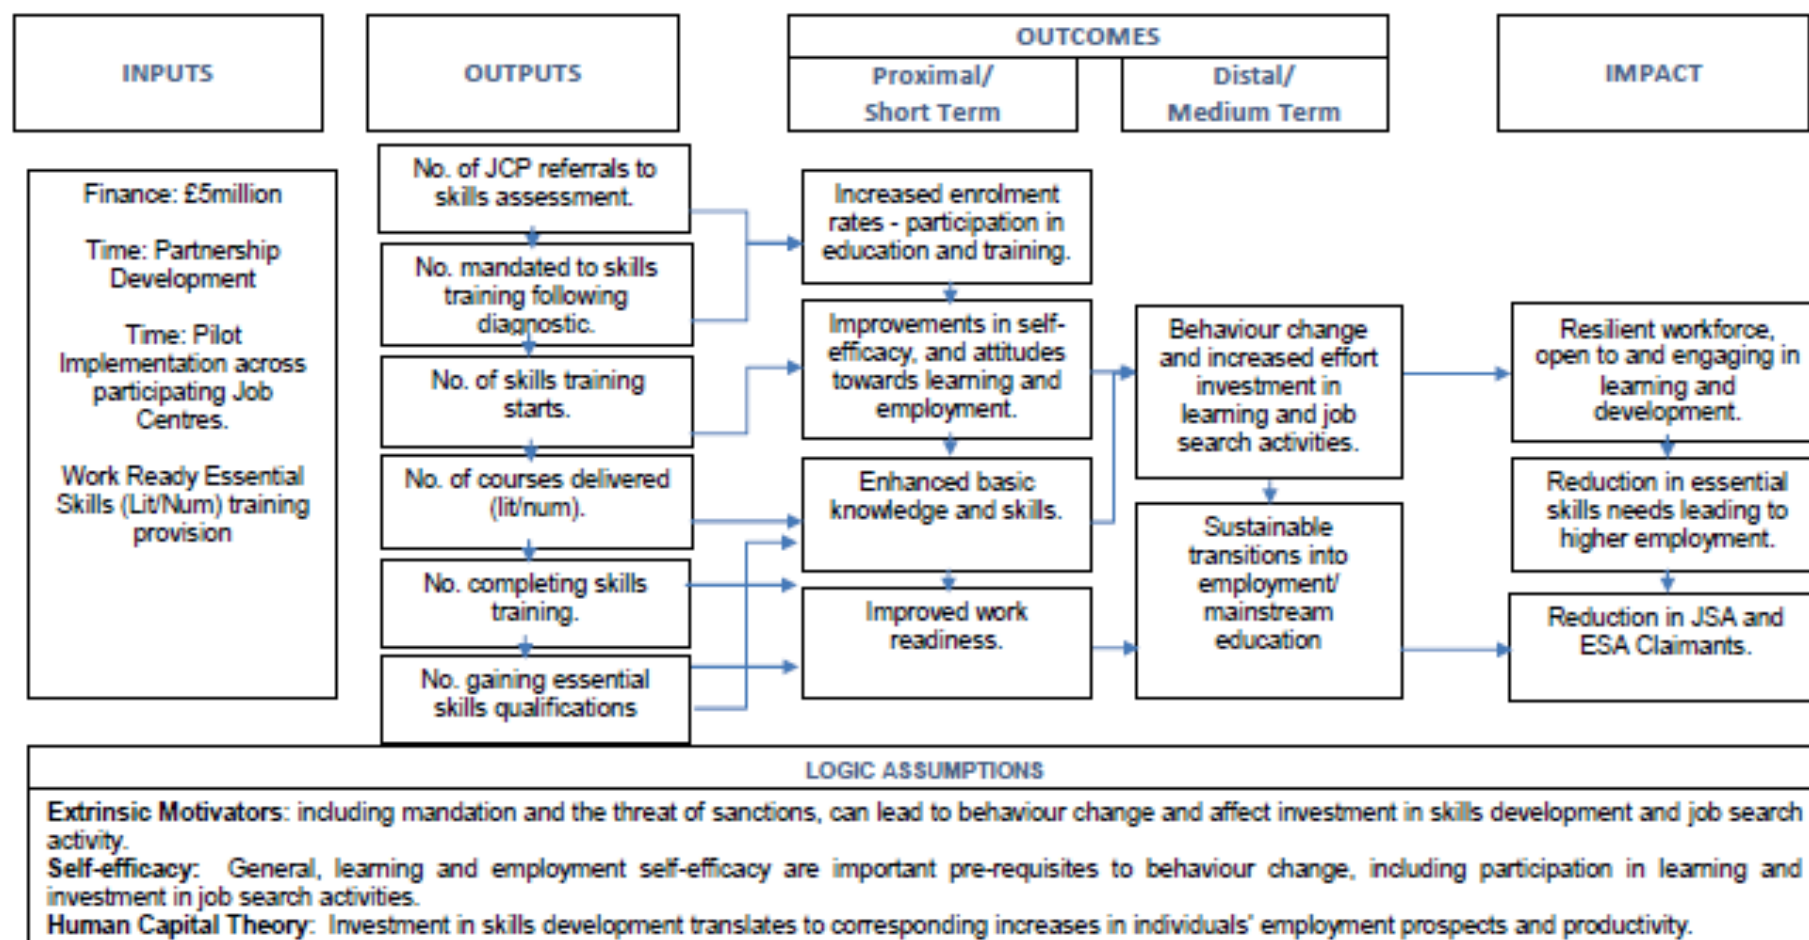 INPUTS
OUTPUTS
OUTCOMES
Proximal/
Short Term
Distal/
Medium Term
IMPACT
Finance: £5million
Time: Partnership
Development
Time: Pilot
Implementation across
participating Job
Centres.
Work Ready Essential
Skills (Lit/Num) training
provision
No. of JCP referrals to
skills assessment.
No. mandated to skills
training following
diagnostic.
No. of skills training
starts.
No. of courses delivered
(lit/num).
No. completing skills
training.
No. gaining essential
skills qualifications
Increased enrolment
rates - participation in
education and training.
Improvements in self-
efficacy, and attitudes
towards learning and
employment.
Enhanced basic
knowledge and skills.
Improved work
readiness.
Behaviour change
and increased effort
investment in
learning and job
search activities.
Sustainable
transitions into
employment/
mainstream
education
Resilient workforce,
open to and engaging in
learning and
development.
Reduction in essential
skills needs leading to
higher employment.
Reduction in JSA and
ESA Claimants.
LOGIC ASSUMPTIONS
Extrinsic Motivators: including mandation and the threat of sanctions, can lead to behaviour change and affect investment in skills development and job search
activity.
Self-efficacy: General, learning and employment self-efficacy are important pre-requisites to behaviour change, including participation in learning and
investment in job search activities.
Human Capital Theory: Investment in skills development translates to corresponding increases in individuals' employment prospects and productivity.